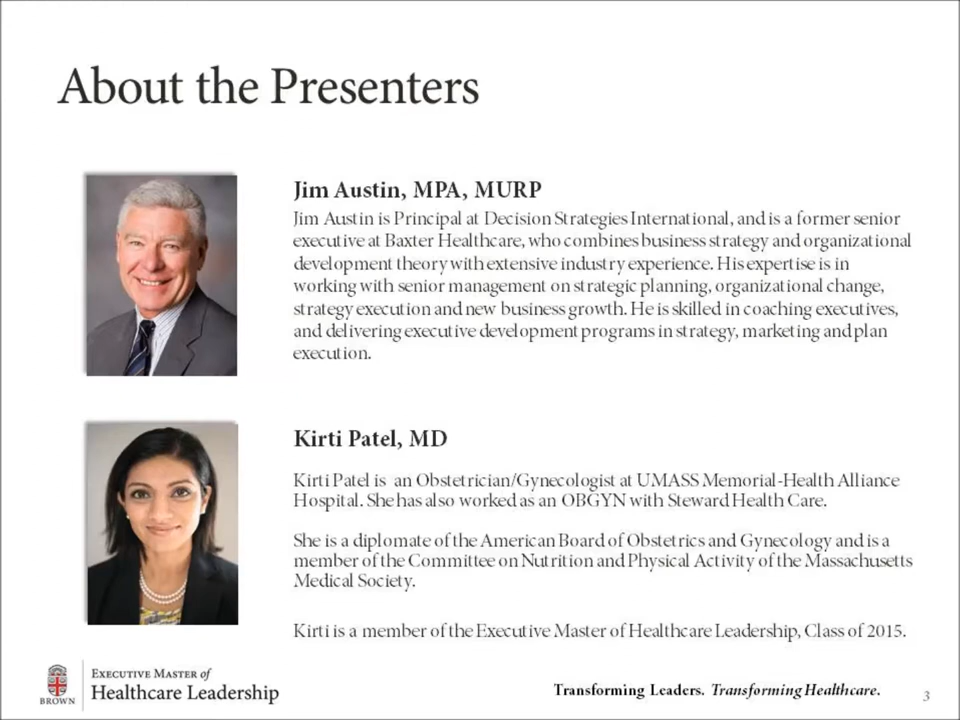 About the Presenters
Jim Austin, MPA, MURP
Jim Austin is Principal at Decision Strategies International, and is a former senior
executive at Baxter Healthcare, who combines business strategy and organizational
development theory with extensive industry experience. His expertise is in
working with senior management on strategic planning, organizational change,
strategy execution and new business growth. He is skilled in coaching executives,
and delivering executive development programs in strategy, marketing and plan
execution.
Kirti Patel, MD
Kirti Patel is an Obstetrician/Gynecologist at UMASS Memorial-Health Alliance
Hospital. She has also worked as an OBGYN with Steward Health Care.
She is a diplomate of the American Board of Obstetrics and Gynecology and is a
member of the Committee on Nutrition and Physical Activity of the Massachusetts
Medical Society.
Kirti is a member of the Executive Master of Healthcare Leadership, Class of 2015.
BROWN
EXECUTIVE MASTER of
Healthcare Leadership
Transforming Leaders. Transforming Healthcare.
3